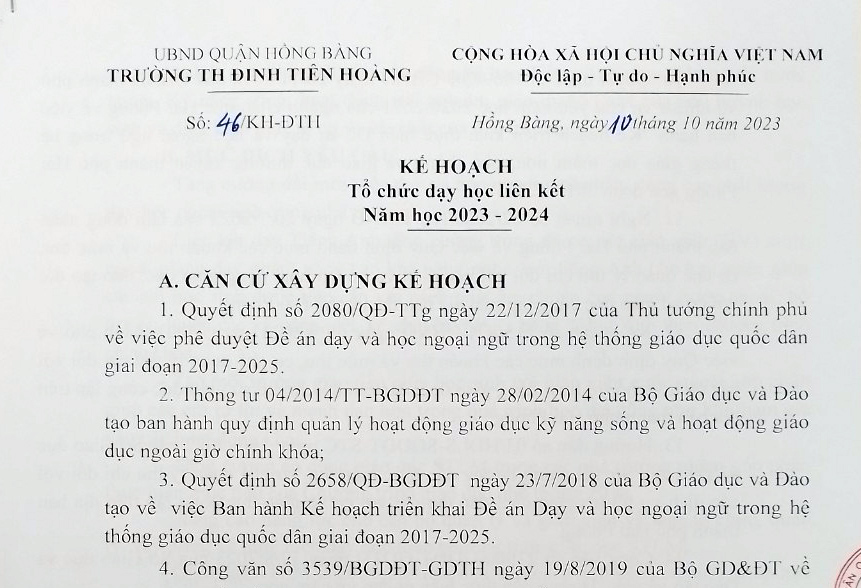 UBND QUẬN HỒNG BÀNG
TRƯỜNG TH ĐINH TIÊN HOÀNG
CỘNG HÒA XÃ HỘI CHỦ NGHĨA VIỆT NAM
Độc lập - Tự do - Hạnh phúc
Số: 46/KH-ĐTH
Hồng Bàng, ngày 10 tháng 10 năm 2023
KẾ HOẠCH
Tổ chức dạy học liên kết
Năm học 2023 - 2024
A. CĂN CỨ XÂY DỰNG KẾ HOẠCH
1. Quyết định số 2080/QĐ-TTg ngày 22/12/2017 của Thủ tướng chính phủ
về việc phê duyệt Đề án dạy và học ngoại ngữ trong hệ thống giáo dục quốc dân
giai đoạn 2017-2025.
2. Thông tư 04/2014/TT-BGDĐT ngày 28/02/2014 của Bộ Giáo dục và Đào
tạo ban hành quy định quản lý hoạt động giáo dục kỹ năng sống và hoạt động giáo
dục ngoài giờ chính khóa;
3. Quyết định số 2658/QĐ-BGDĐT ngày 23/7/2018 của Bộ Giáo dục và Đào
tạo về việc Ban hành Kế hoạch triển khai Đề án Dạy và học ngoại ngữ trong hệ
thống giáo dục quốc dân giai đoạn 2017-2025.
4. Công văn số 3539/BGDĐT-GDTH ngày 19/8/2019 của Bộ GD&ĐT về